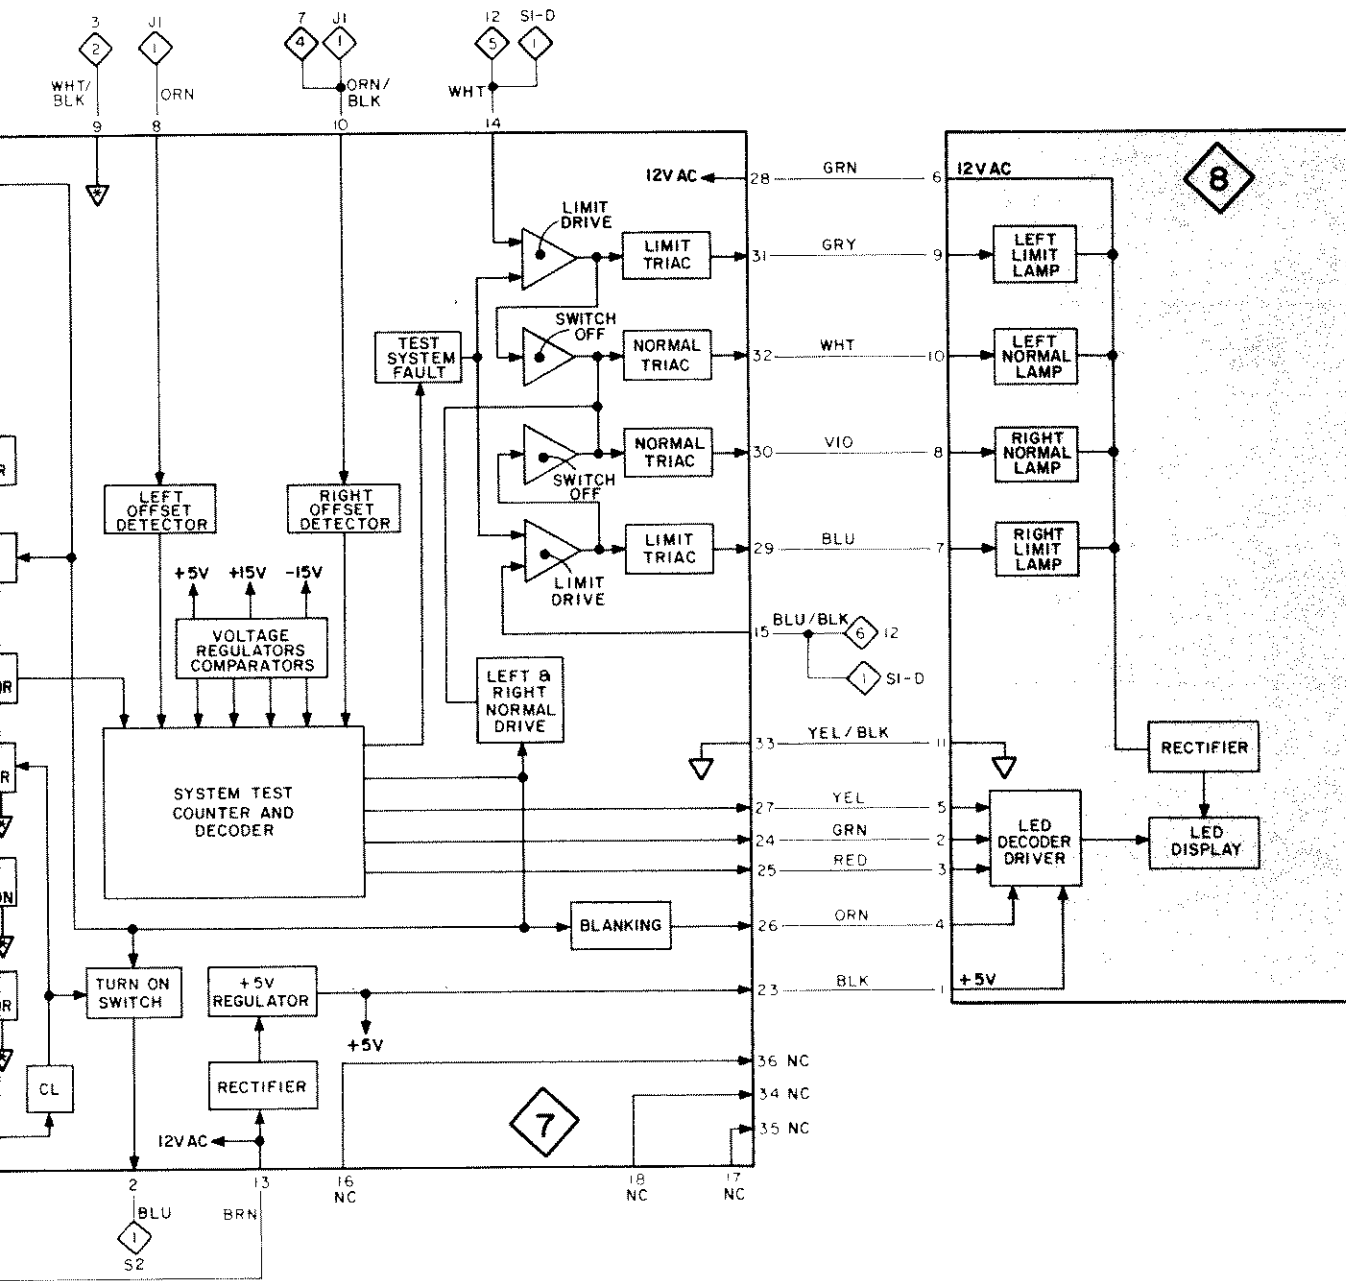 3 J1 7 J1 12 S1-D
2 1 4 1 5 1
WHT/
BLK
ORN
ORN/
BLK
WHT
9 8 10 14
12V AC 28 GRN 6 12V AC
8
LIMIT
DRIVE
LIMIT
TRIAC
31 GRY 9
LEFT
LIMIT
LAMP
SWITCH
OFF
TEST
SYSTEM
FAULT
NORMAL
TRIAC
32 WHT 10
LEFT
NORMAL
LAMP
R
NORMAL
TRIAC
30 VIO 8
RIGHT
NORMAL
LAMP
SWITCH
OFF
LEFT
OFFSET
DETECTOR
RIGHT
OFFSET
DETECTOR
LIMIT
TRIAC
29 BLU 7
RIGHT
LIMIT
LAMP
+5V +15V -15V
LIMIT
DRIVE
VOLTAGE
REGULATORS
COMPARATORS
15 BLU/BLK 6 12
1 S1-D
OR
LEFT &
RIGHT
NORMAL
DRIVE
33 YEL/BLK 11
RECTIFIER
R
SYSTEM TEST
COUNTER AND
DECODER
27 YEL 5
24 GRN 2
25 RED 3
LED
DECODER
DRIVER
LED
DISPLAY
ON
BLANKING
26 ORN 4
TURN ON
SWITCH
+5V
REGULATOR
23 BLK 1 +5V
OR
+5V
36 NC
CL
RECTIFIER
34 NC
7
35 NC
12V AC
2 13 16 18 17
NC NC NC
BLU BRN
1
S2